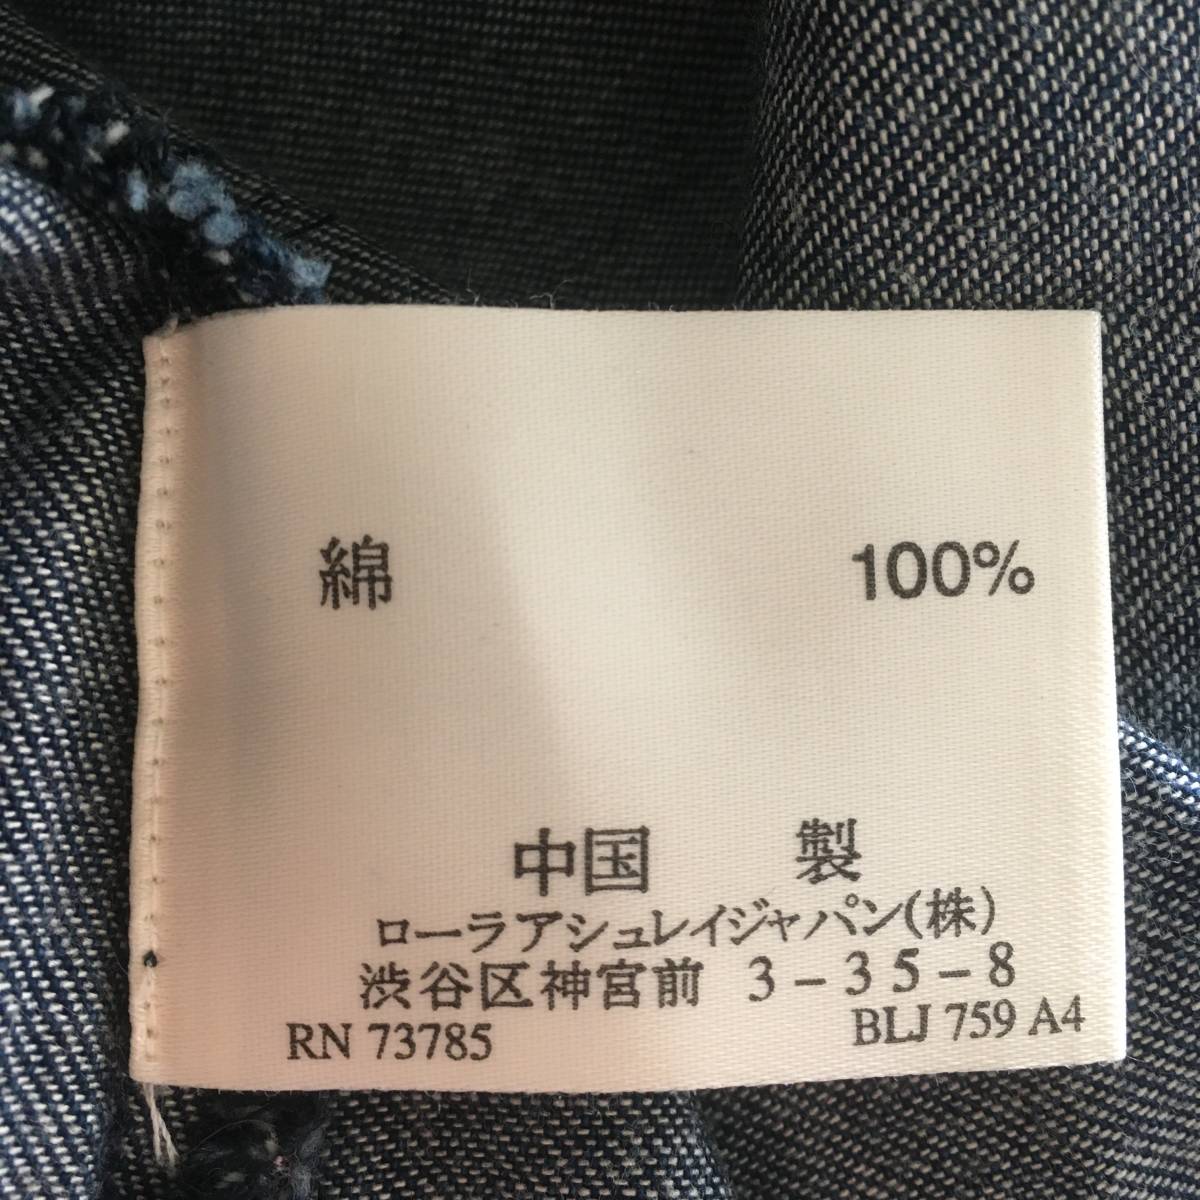 綿 100%
中国 製
ローラアシュレイジャパン(株)
渋谷区神宮前 3-35-8
RN 73785 BLJ 759 A4